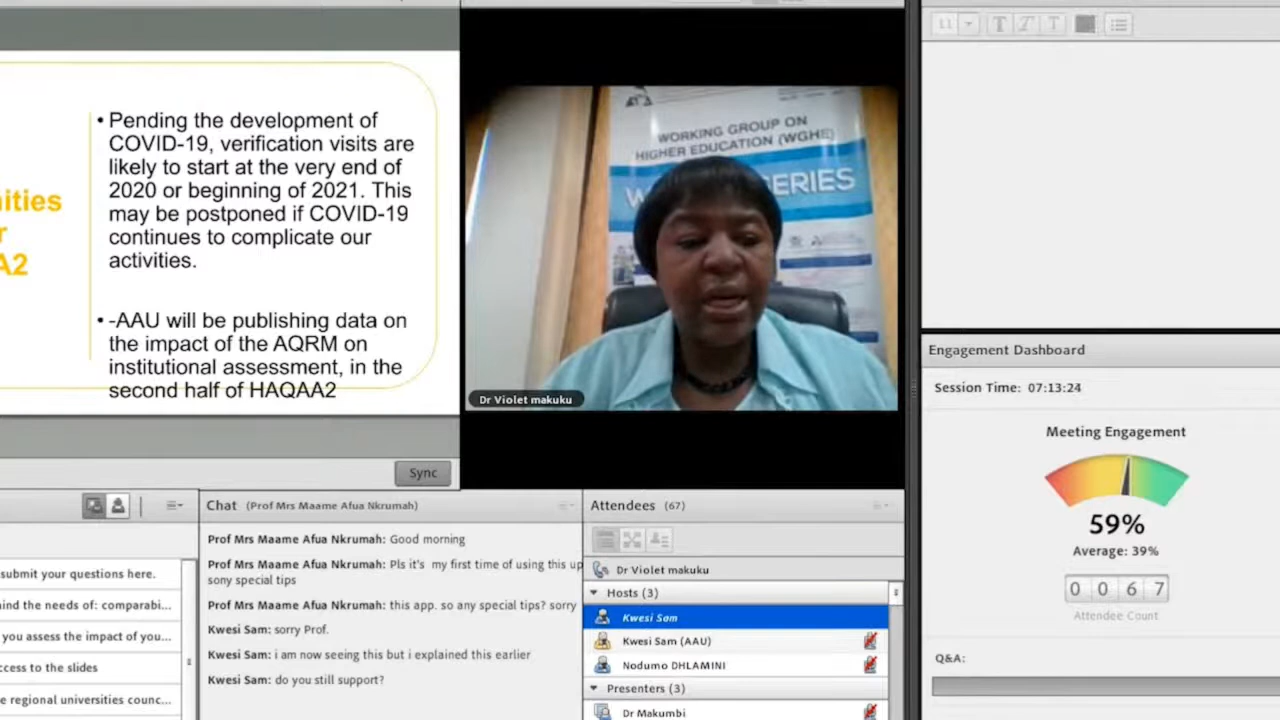 • Pending the development of
COVID-19, verification visits are
likely to start at the very end of
2020 or beginning of 2021. This
may be postponed if COVID-19
continues to complicate our
activities.
• -AAU will be publishing data on
the impact of the AQRM on
institutional assessment, in the
second half of HAQAA2
A2
Sync
WORKING GROUP ON
HIGHER EDUCATION (WGHE)
Dr Violet makuku
11
T T T
Engagement Dashboard
Session Time: 07:13:24
Meeting Engagement
59%
Average: 39%
0 0 6 7
Attendee Count
Q&A:
submit your questions here.
ind the needs of: comparabi...
you assess the impact of you...
ccess to the slides
e regional universities counc...
Chat (Prof Mrs Maame Afua Nkrumah)
Prof Mrs Maame Afua Nkrumah: Good morning
Prof Mrs Maame Afua Nkrumah: Pls it's my first time of using this up
sony special tips
Prof Mrs Maame Afua Nkrumah: this app. so any special tips? sorry
Kwesi Sam: sorry Prof.
Kwesi Sam: i am now seeing this but i explained this earlier
Kwesi Sam: do you still support?
Attendees (67)
Dr Violet makuku
Hosts (3)
Kwesi Sam
Kwesi Sam (AAU)
Nodumo DHLAMINI
Presenters (3)
Dr Makumbi